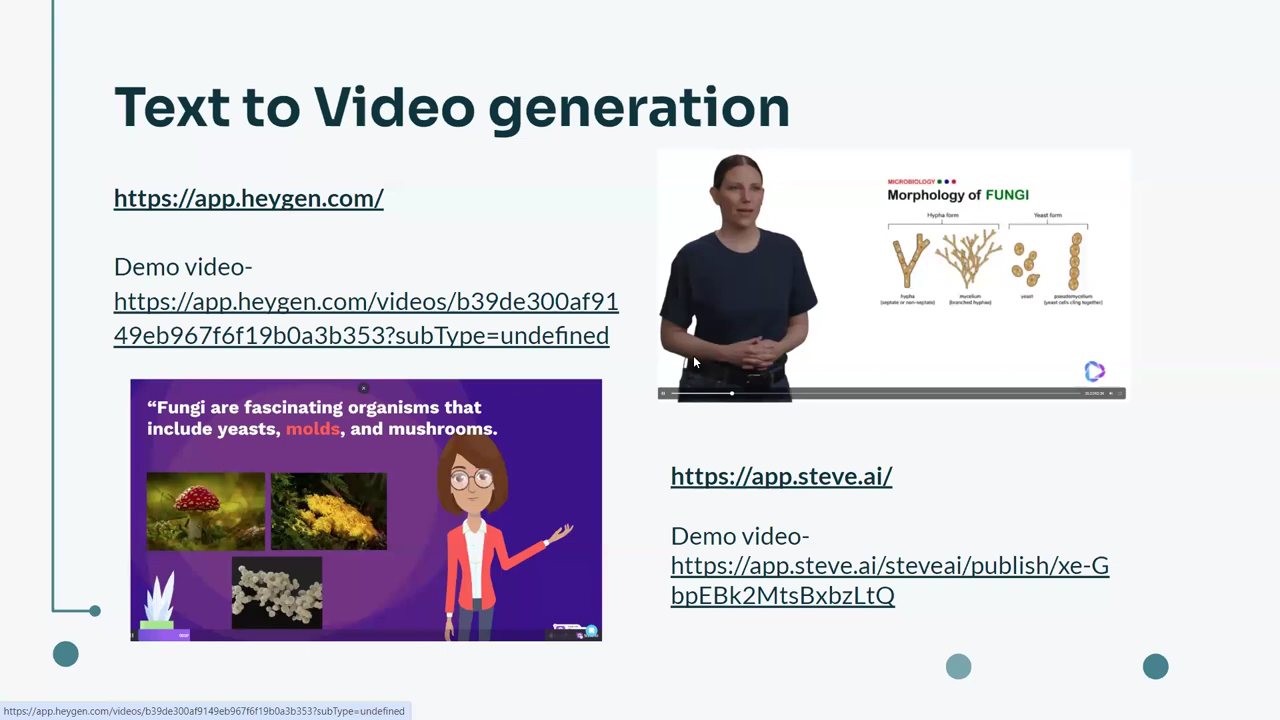 Text to Video generation
https://app.heygen.com/
Demo video-
https://app.heygen.com/videos/b39de300af91
49eb967f6f19b0a3b353?subType=undefined
“Fungi are fascinating organisms that
include yeasts, molds, and mushrooms.
MICROBIOLOGY
Morphology of FUNGI
Hypha form
Yeast form
hypha
(septate or non-septate)
mycelium
(branched hyphae)
yeast
pseudomycelium
(yeast cells cling together)
https://app.steve.ai/
Demo video-
https://app.steve.ai/steveai/publish/xe-G
bpEBk2MtsBxbzLtQ
https://app.heygen.com/videos/b39de300af9149eb967f6f19b0a3b353?subType=undefined